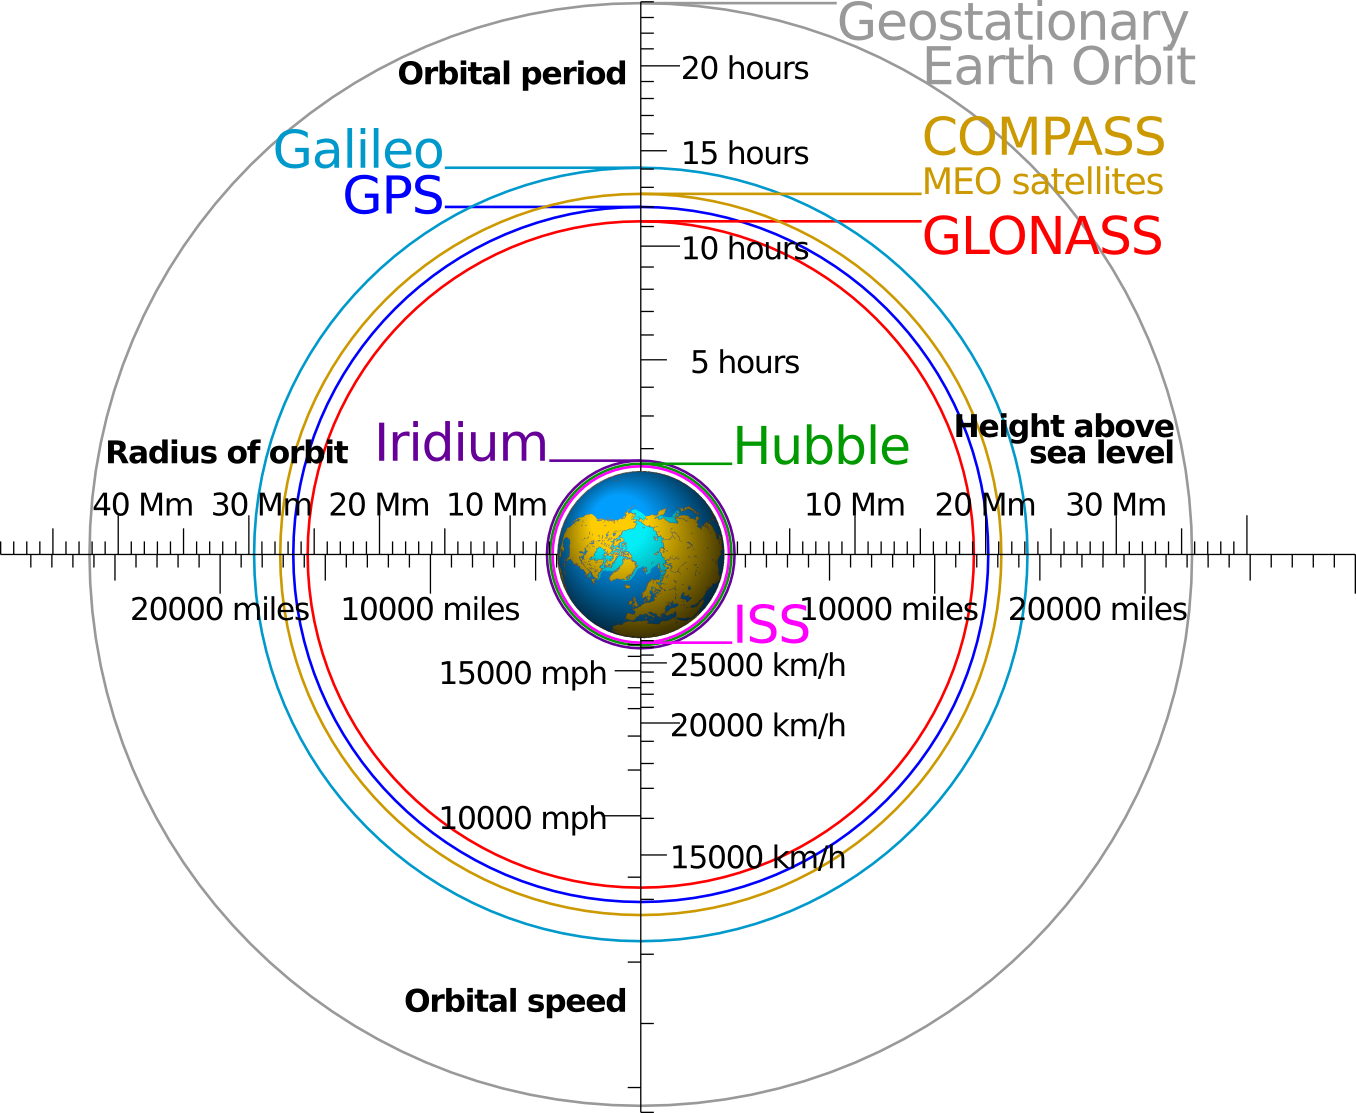 Geostationary
Earth Orbit
Orbital period
20 hours
COMPASS
Galileo
15 hours
MEO satellites
GPS
GLONASS
10 hours
5 hours
Height above
sea level
Radius of orbit
Iridium
Hubble
40 Mm
30 Mm
20 Mm
10 Mm
10 Mm
20 Mm
30 Mm
20000 miles
10000 miles
10000 miles
20000 miles
ISS
15000 mph
25000 km/h
20000 km/h
10000 mph
15000 km/h
Orbital speed